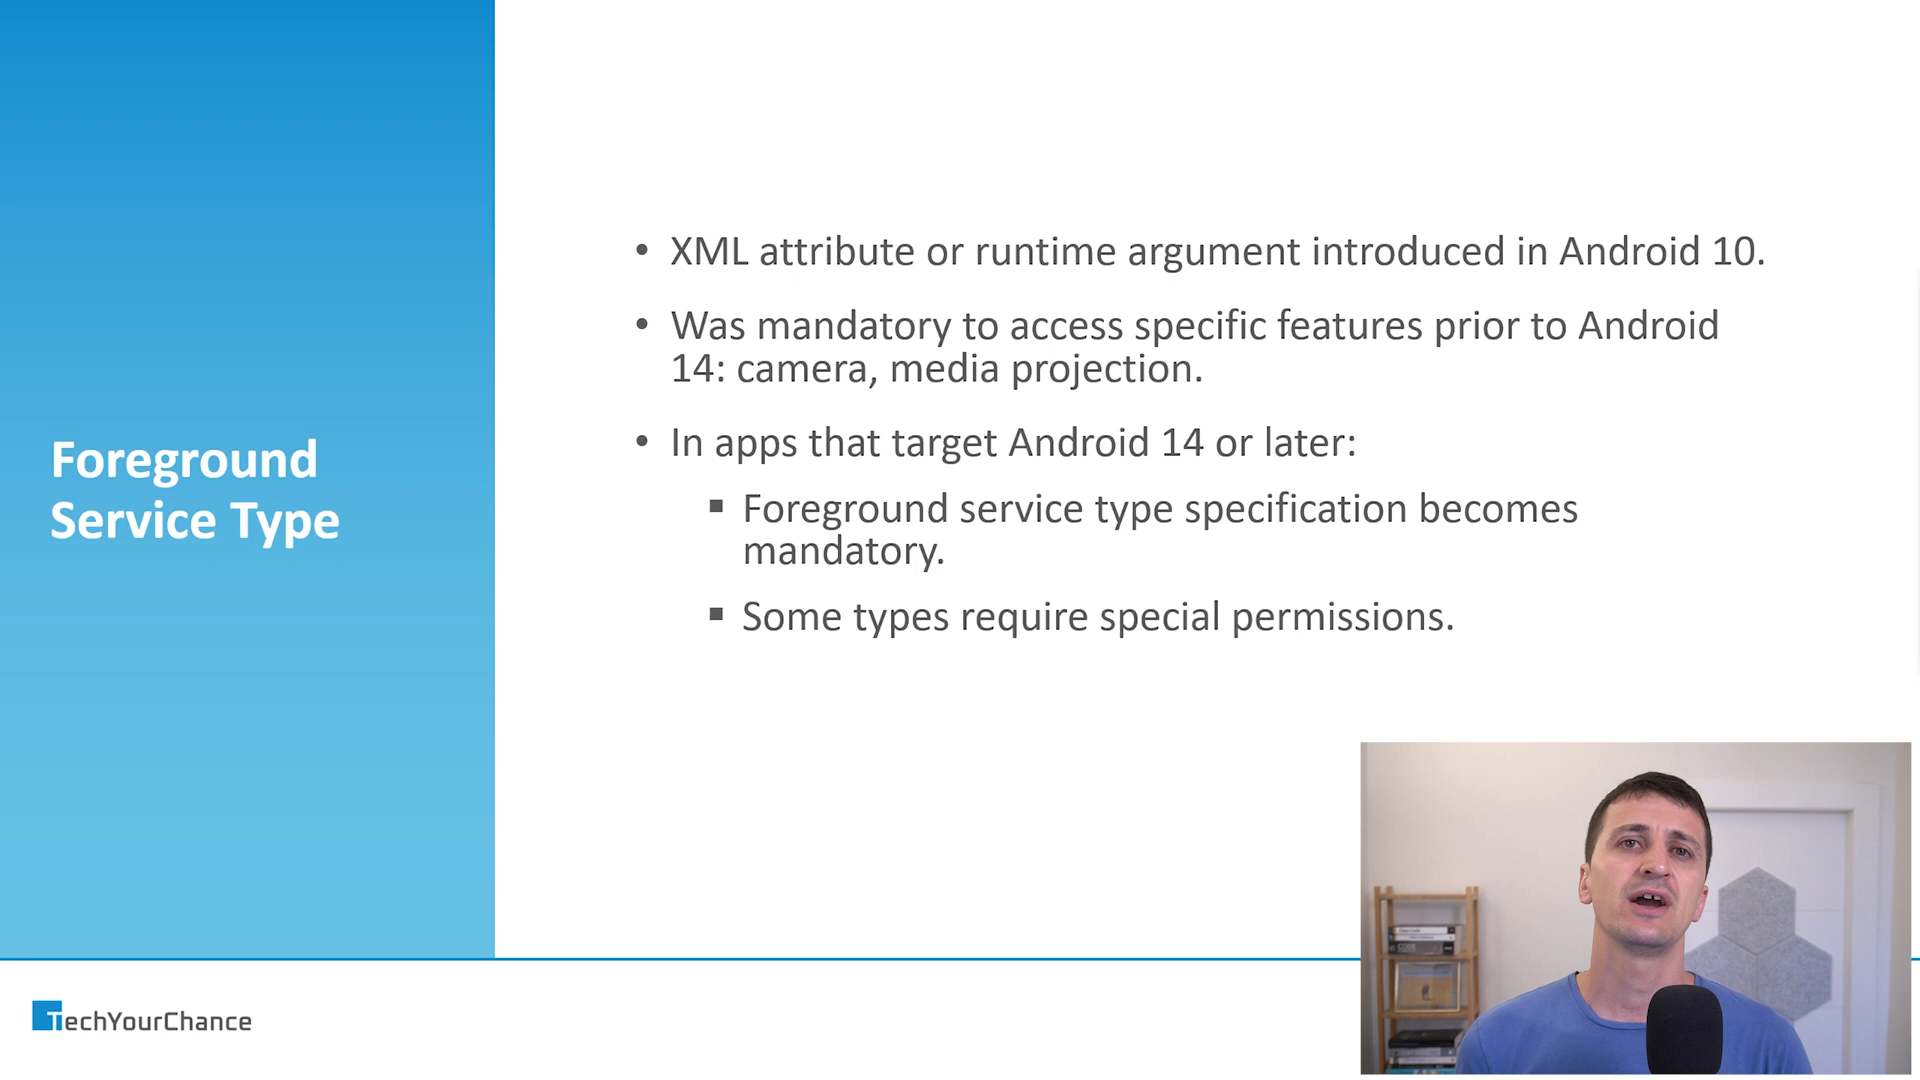 Foreground
Service Type
• XML attribute or runtime argument introduced in Android 10.
• Was mandatory to access specific features prior to Android
14: camera, media projection.
• In apps that target Android 14 or later:
▪ Foreground service type specification becomes
mandatory.
▪ Some types require special permissions.
TechYourChance